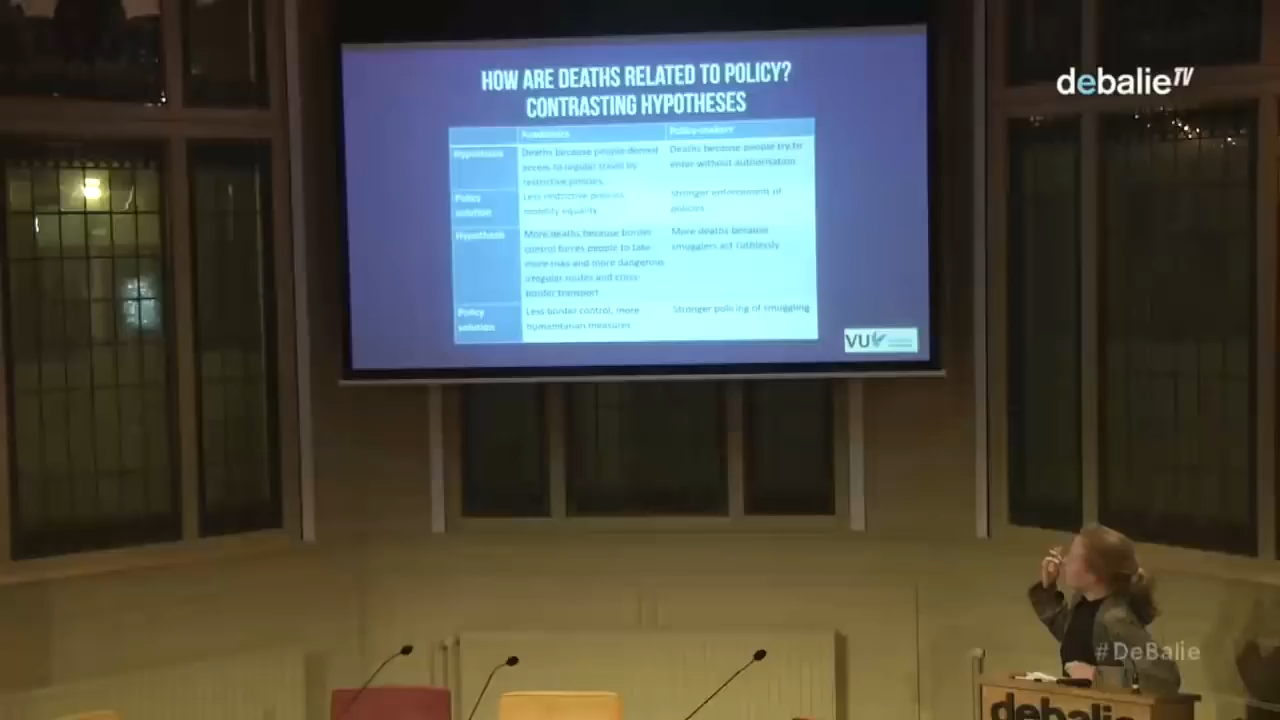 debalie TV
HOW ARE DEATHS RELATED TO POLICY?
CONTRASTING HYPOTHESES
Academics
Policy-makers
Hypothesis
Deaths because people denied
access to regular travel by
restrictive policies
Deaths because people try to
enter without authorisation
Policy
solution
Less restrictive policies
mobility equality
Stronger enforcement of
policies
Hypothesis
More deaths because border
control forces people to take
more risks and more dangerous
irregular routes and cross-
border transport
More deaths because
smugglers act ruthlessly
Policy
solution
Less border control, more
humanitarian measures
Stronger policing of smuggling
VU
#DeBalie
debalie